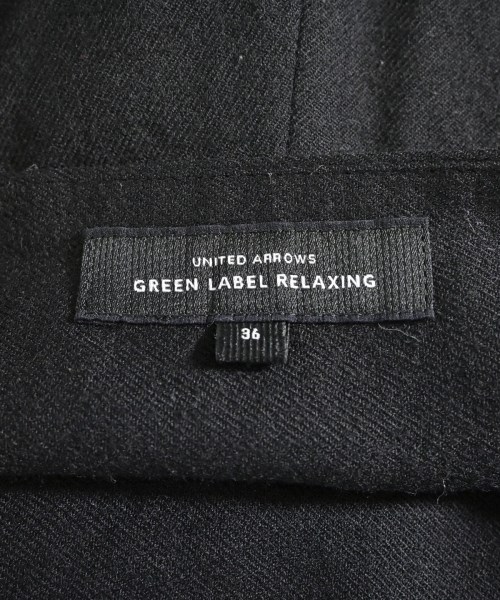 UNITED ARROWS
GREEN LABEL RELAXING
36